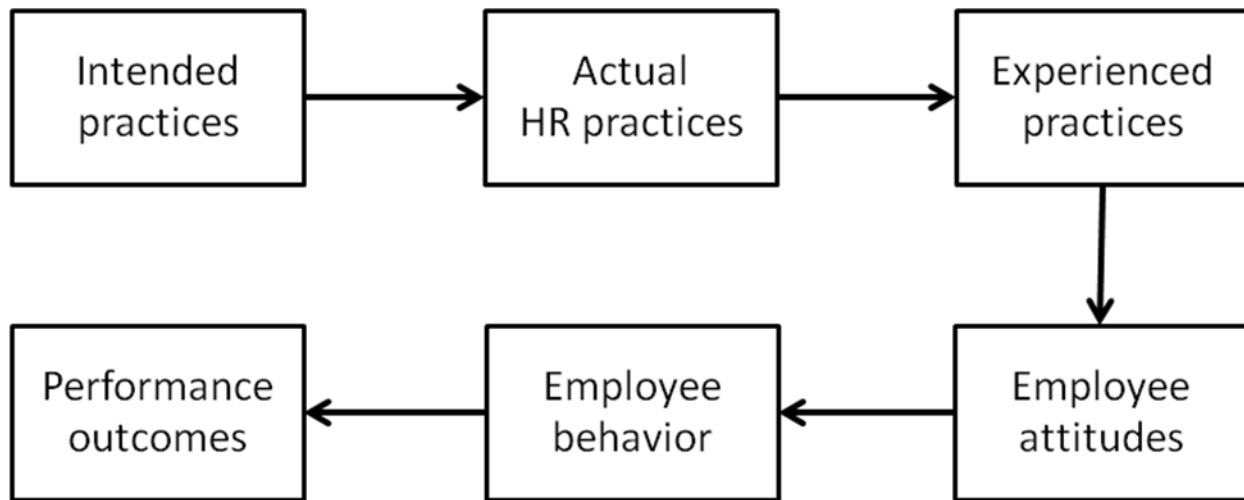 Intended
practices
Actual
HR practices
Experienced
practices
Performance
outcomes
Employee
behavior
Employee
attitudes